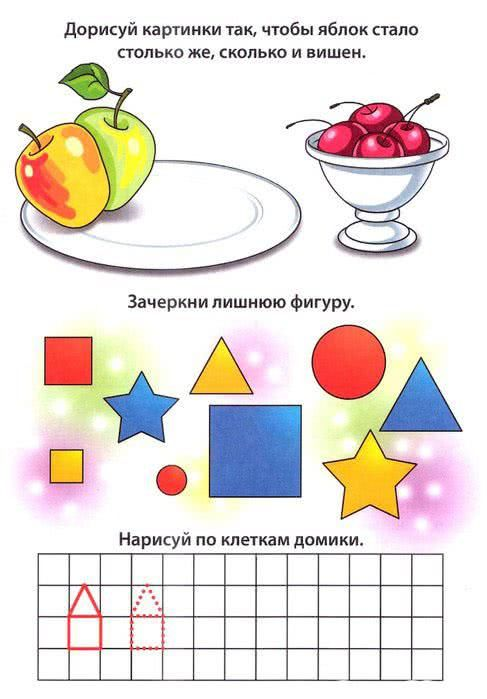 Дорисуй картинки так, чтобы яблок стало
столько же, сколько и вишен.
Зачеркни лишнюю фигуру.
Нарисуй по клеткам домики.